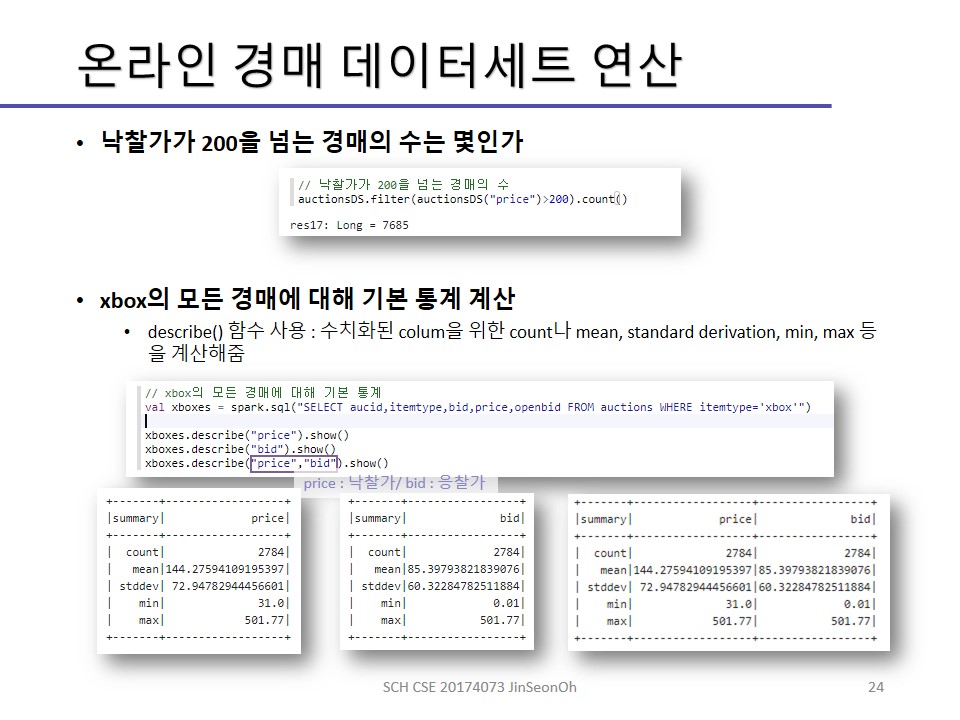 온라인 경매 데이터세트 연산
• 낙찰가가 200을 넘는 경매의 수는 몇인가
// 낙찰가가 200을 넘는 경매의 수
auctionsDS.filter(auctionsDS("price")>200).count()
res17: Long = 7685
• xbox의 모든 경매에 대해 기본 통계 계산
• describe() 함수 사용 : 수치화된 colum을 위한 count나 mean, standard derivation, min, max 등
을 계산해줌
// xbox의 모든 경매에 대해 기본 통계
val xboxes = spark.sql("SELECT aucid,itemtype,bid,price,openbid FROM auctions WHERE itemtype='xbox'")
xboxes.describe("price").show()
xboxes.describe("bid").show()
xboxes.describe("price","bid").show()
price : 낙찰가/ bid : 응찰가
+-------+------------------+
|summary|             price|
+-------+------------------+
|  count|              2784|
|   mean|144.27594109195397|
| stddev| 72.94782944456601|
|    min|              31.0|
|    max|            501.77|
+-------+------------------+
+-------+-----------------+
|summary|              bid|
+-------+-----------------+
|  count|             2784|
|   mean|85.39793821839076|
| stddev|60.32284782511884|
|    min|             0.01|
|    max|           501.77|
+-------+-----------------+
+-------+------------------+-----------------+
|summary|             price|              bid|
+-------+------------------+-----------------+
|  count|              2784|             2784|
|   mean|144.27594109195397|85.39793821839076|
| stddev| 72.94782944456601|60.32284782511884|
|    min|              31.0|             0.01|
|    max|            501.77|           501.77|
+-------+------------------+-----------------+
SCH CSE 20174073 JinSeonOh
24